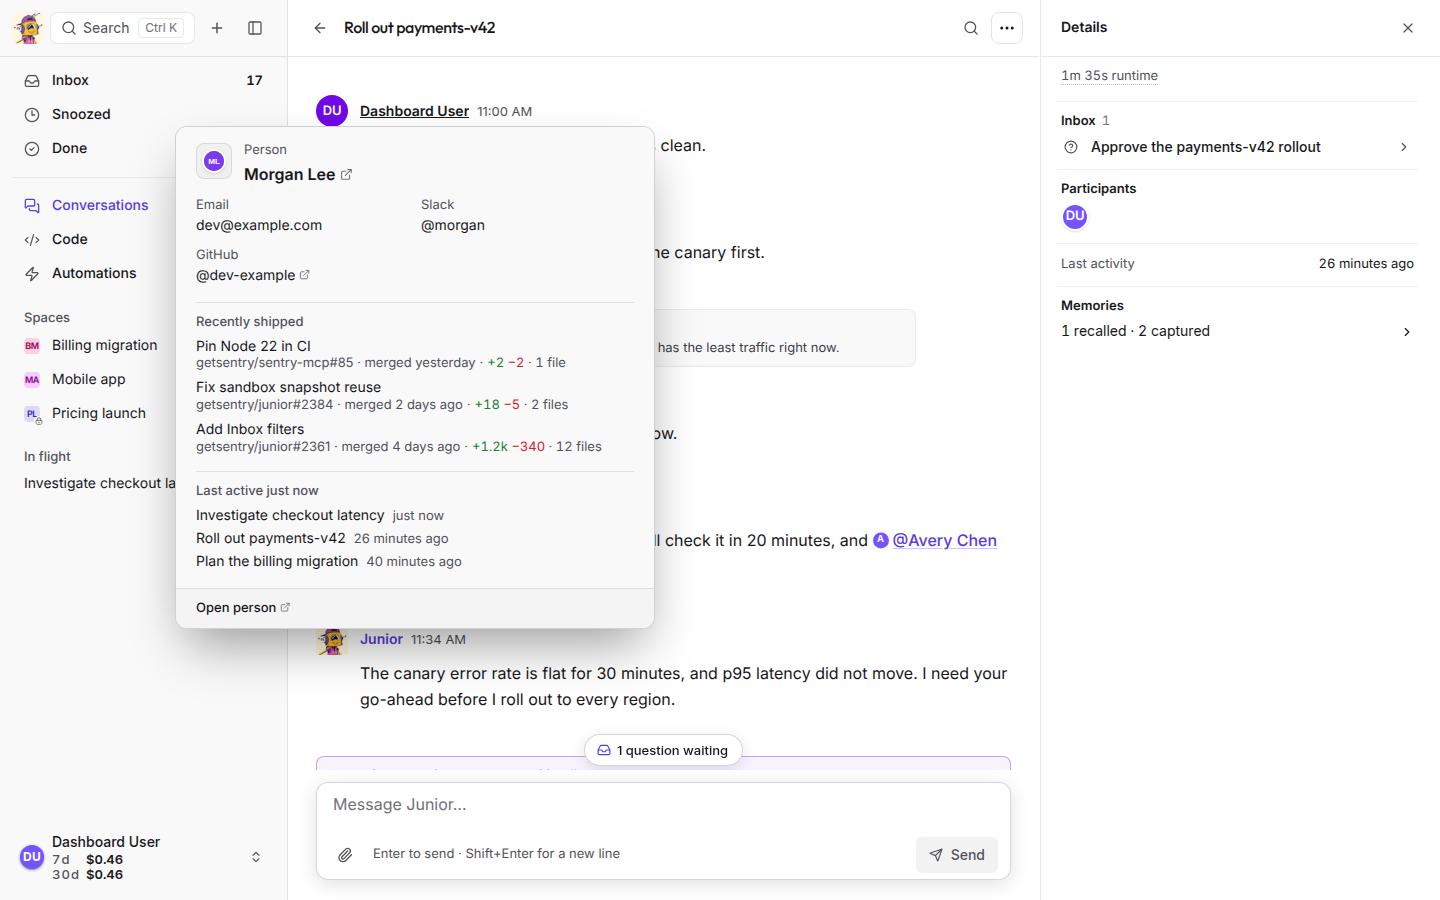 Search Ctrl K
Inbox 17
Snoozed
Done
Conversations
Code
Automations
Spaces
BM Billing migration
MA Mobile app
PL Pricing launch
In flight
Investigate checkout la
DU Dashboard User
7d $0.46
30d $0.46
Roll out payments-v42
DU Dashboard User 11:00 AM
clean.
canary first.
has the least traffic right now.
check it in 20 minutes, and A @Avery Chen
ML Person
Morgan Lee
Email
dev@example.com
Slack
@morgan
GitHub
@dev-example
Recently shipped
Pin Node 22 in CI
getsentry/sentry-mcp#85 · merged yesterday · +2 −2 · 1 file
Fix sandbox snapshot reuse
getsentry/junior#2384 · merged 2 days ago · +18 −5 · 2 files
Add Inbox filters
getsentry/junior#2361 · merged 4 days ago · +1.2k −340 · 12 files
Last active just now
Investigate checkout latency just now
Roll out payments-v42 26 minutes ago
Plan the billing migration 40 minutes ago
Open person
Junior 11:34 AM
The canary error rate is flat for 30 minutes, and p95 latency did not move. I need your
go-ahead before I roll out to every region.
1 question waiting
Message Junior...
Enter to send · Shift+Enter for a new line
Send
Details
1m 35s runtime
Inbox 1
Approve the payments-v42 rollout
Participants
DU
Last activity 26 minutes ago
Memories
1 recalled · 2 captured